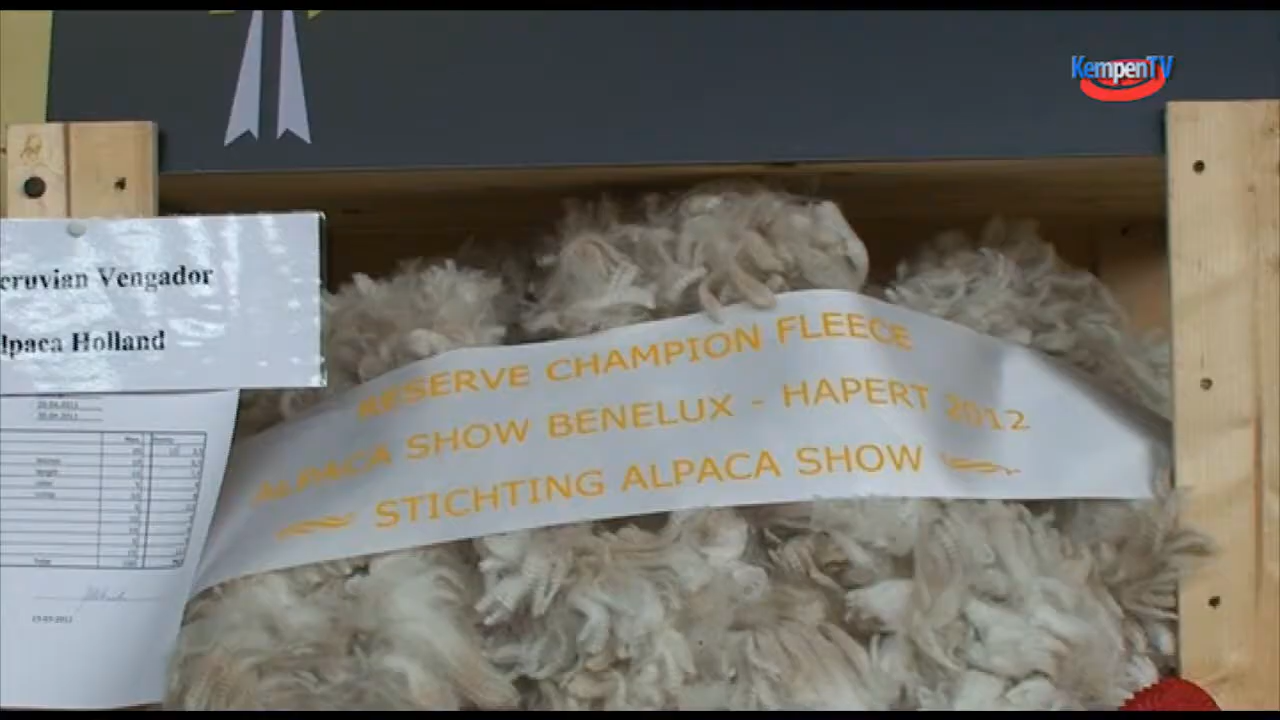 KempenTV
eruvian Vengador
lpaca Holland
RESERVE CHAMPION FLEECE
ALPACA SHOW BENELUX - HAPERT 2012
STICHTING ALPACA SHOW